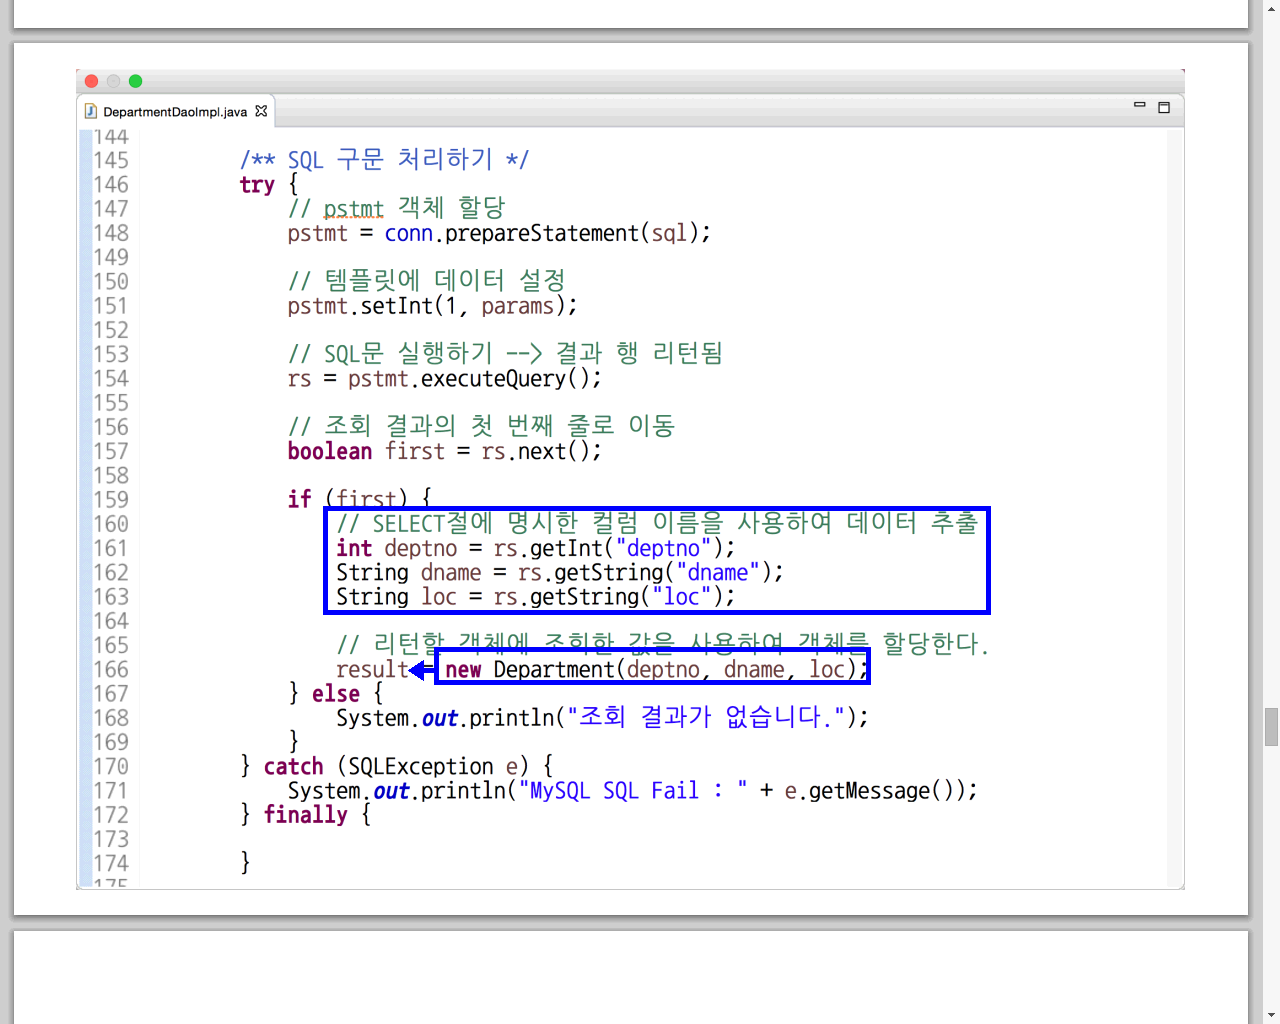 DepartmentDaoImpl.java
144
145 /** SQL 구문 처리하기 */
146 try {
147 // pstmt 객체 할당
148 pstmt = conn.prepareStatement(sql);
149
150 // 템플릿에 데이터 설정
151 pstmt.setInt(1, params);
152
153 // SQL문 실행하기 --> 결과 행 리턴됨
154 rs = pstmt.executeQuery();
155
156 // 조회 결과의 첫 번째 줄로 이동
157 boolean first = rs.next();
158
159 if (first) {
160 // SELECT절에 명시한 컬럼 이름을 사용하여 데이터 추출
161 int deptno = rs.getInt("deptno");
162 String dname = rs.getString("dname");
163 String loc = rs.getString("loc");
164
165 // 리턴할 객체에 조회한 값을 사용하여 객체를 할당한다.
166 result = new Department(deptno, dname, loc);
167 } else {
168 System.out.println("조회 결과가 없습니다.");
169 }
170 } catch (SQLException e) {
171 System.out.println("MySQL SQL Fail : " + e.getMessage());
172 } finally {
173
174 }
175